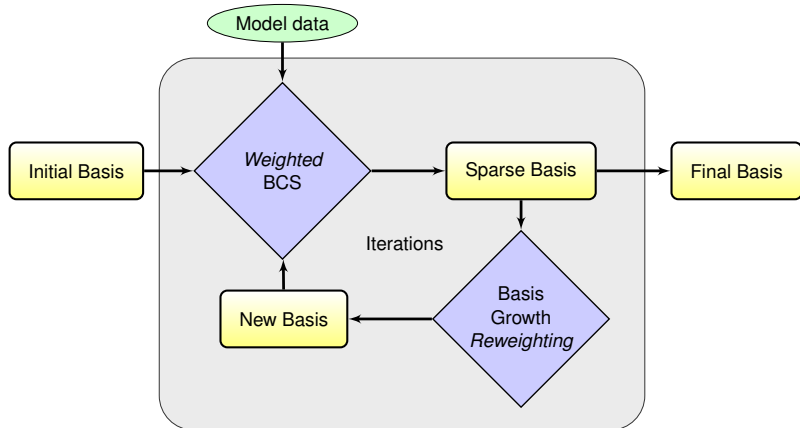 Model data
Initial Basis
Weighted
BCS
Sparse Basis
Final Basis
Iterations
New Basis
Basis
Growth
Reweighting